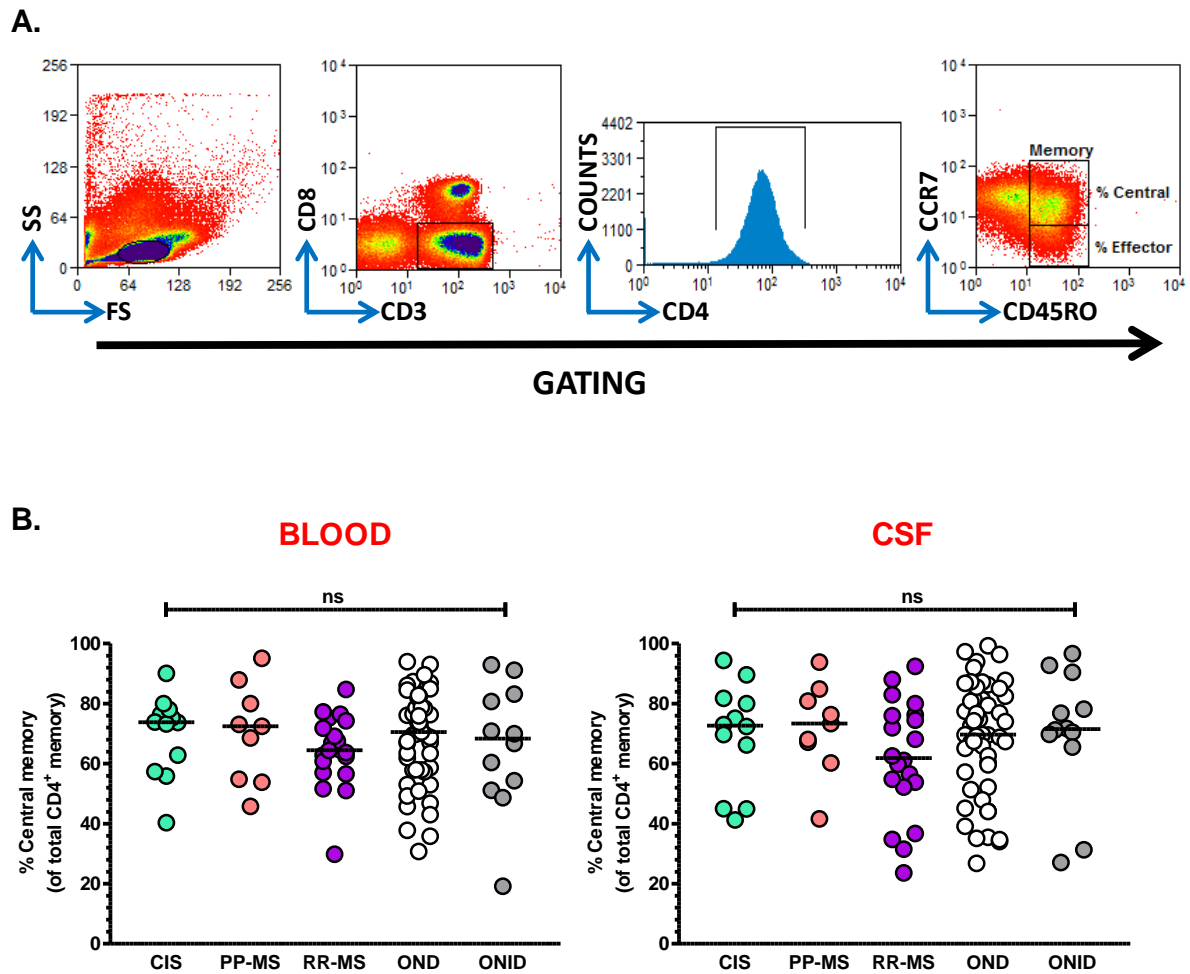 A.
256
192
128
64
0
SS
0 64 128 192 256
FS
10^4
10^3
10^2
10^1
10^0
CD8
10^0 10^1 10^2 10^3 10^4
CD3
4402
3301
2201
1100
0
COUNTS
10^1 10^2 10^3 10^4
CD4
10^4
10^3
10^2
10^1
10^0
CCR7
Memory
% Central
% Effector
10^0 10^1 10^2 10^3 10^4
CD45RO
GATING
B.
BLOOD
ns
100
80
60
40
20
0
% Central memory
(of total CD4+ memory)
CIS PP-MS RR-MS OND ONID
CSF
ns
100
80
60
40
20
0
% Central memory
(of total CD4+ memory)
CIS PP-MS RR-MS OND ONID